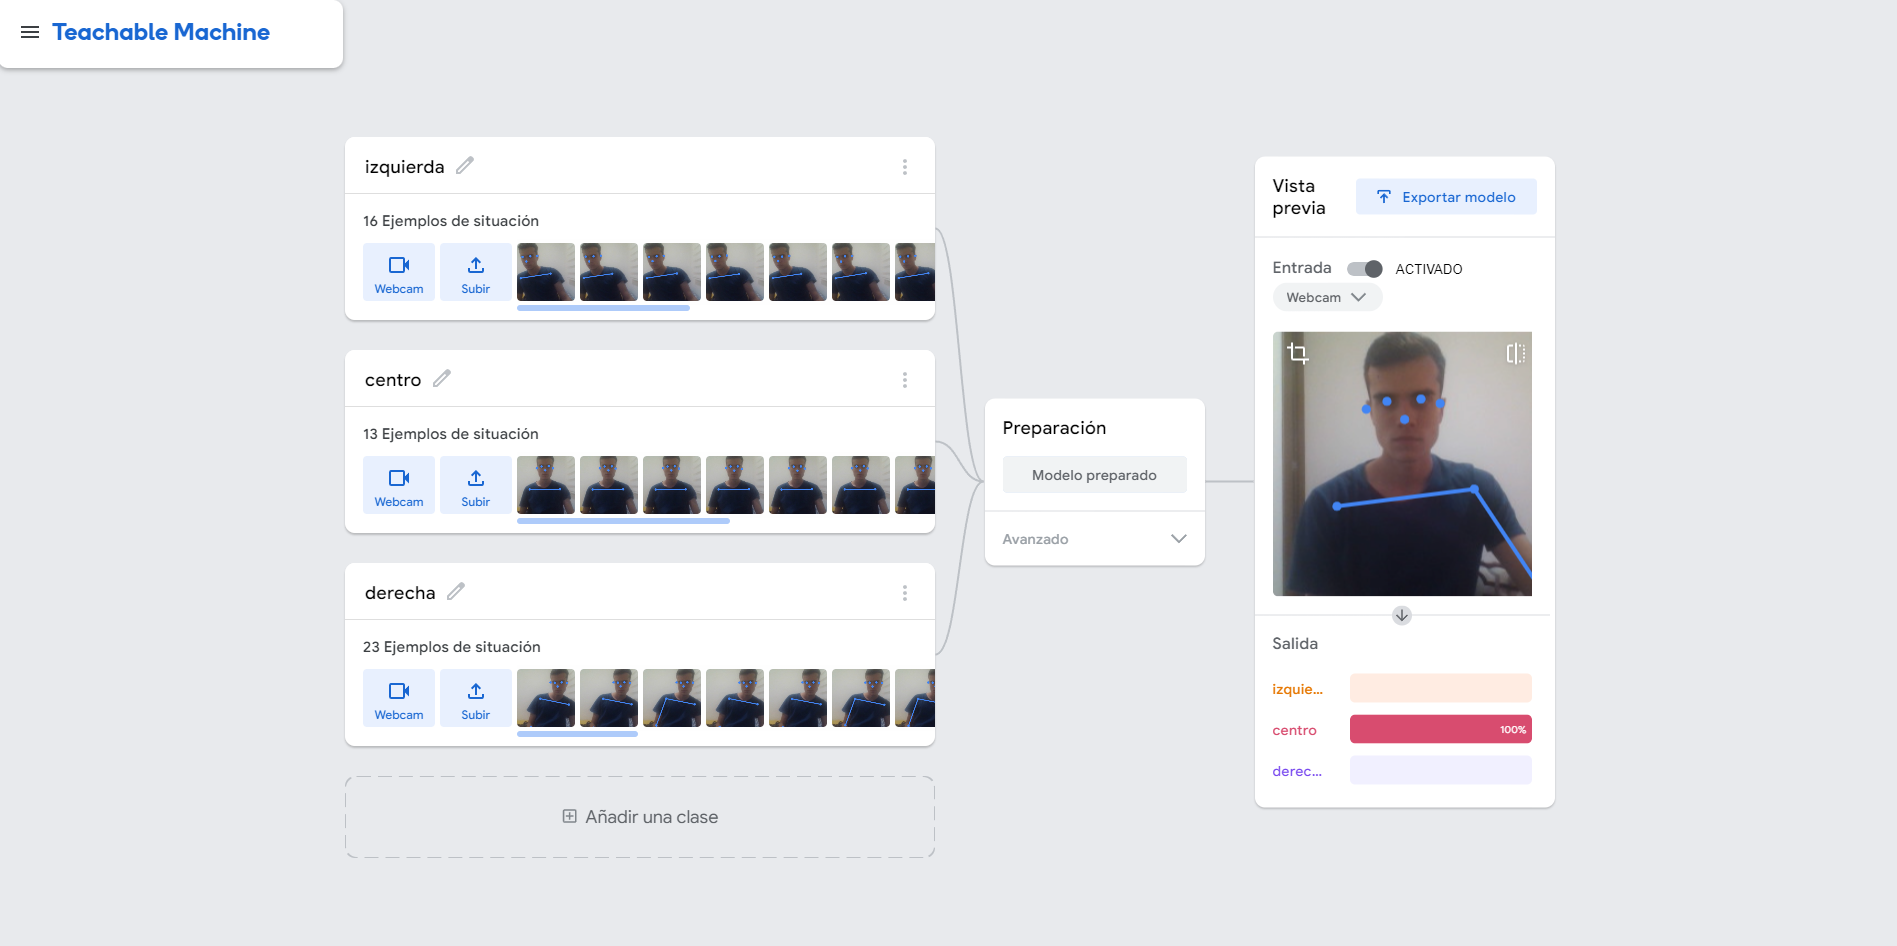 Teachable Machine
izquierda
16 Ejemplos de situación
Webcam
Subir
centro
13 Ejemplos de situación
Webcam
Subir
derecha
23 Ejemplos de situación
Webcam
Subir
Añadir una clase
Preparación
Modelo preparado
Avanzado
Vista
previa
Exportar modelo
Entrada
ACTIVADO
Webcam
Salida
izquie...
centro
100%
derec...